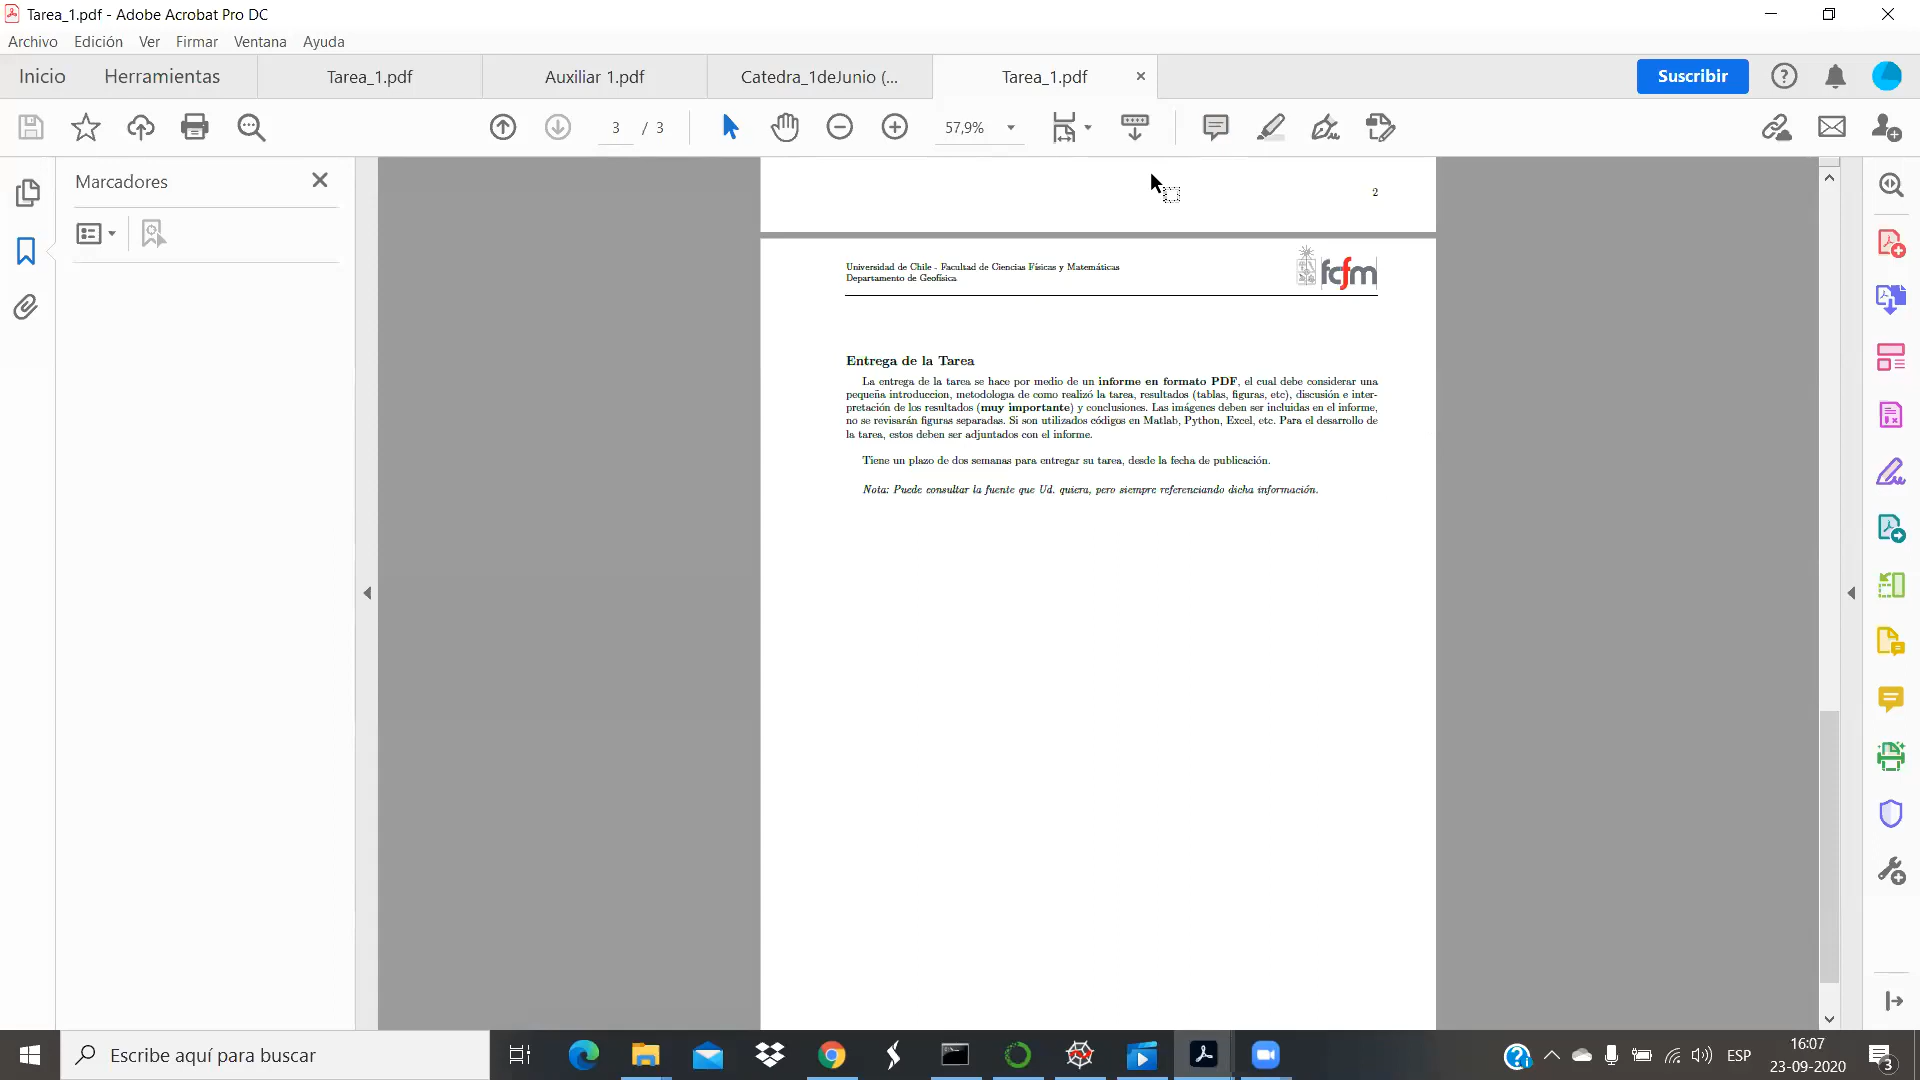 Tarea_1.pdf - Adobe Acrobat Pro DC
Archivo Edición Ver Firmar Ventana Ayuda
Inicio Herramientas Tarea_1.pdf Auxiliar 1.pdf Catedra_1deJunio (... Tarea_1.pdf × Suscribir
3 / 3 57,9%
Marcadores
2
Universidad de Chile - Facultad de Ciencias Físicas y Matemáticas
Departamento de Geofísica
fcfm
Entrega de la Tarea
La entrega de la tarea se hace por medio de un informe en formato PDF, el cual debe considerar una
pequeña introduccion, metodologia de como realizó la tarea, resultados (tablas, figuras, etc), discusión e inter-
pretación de los resultados (muy importante) y conclusiones. Las imágenes deben ser incluidas en el informe,
no se revisarán figuras separadas. Si son utilizados códigos en Matlab, Python, Excel, etc. Para el desarrollo de
la tarea, estos deben ser adjuntados con el informe.
Tiene un plazo de dos semanas para entregar su tarea, desde la fecha de publicación.
Nota: Puede consultar la fuente que Ud. quiera, pero siempre referenciando dicha información.
Escribe aquí para buscar
ESP
16:07
23-09-2020
3